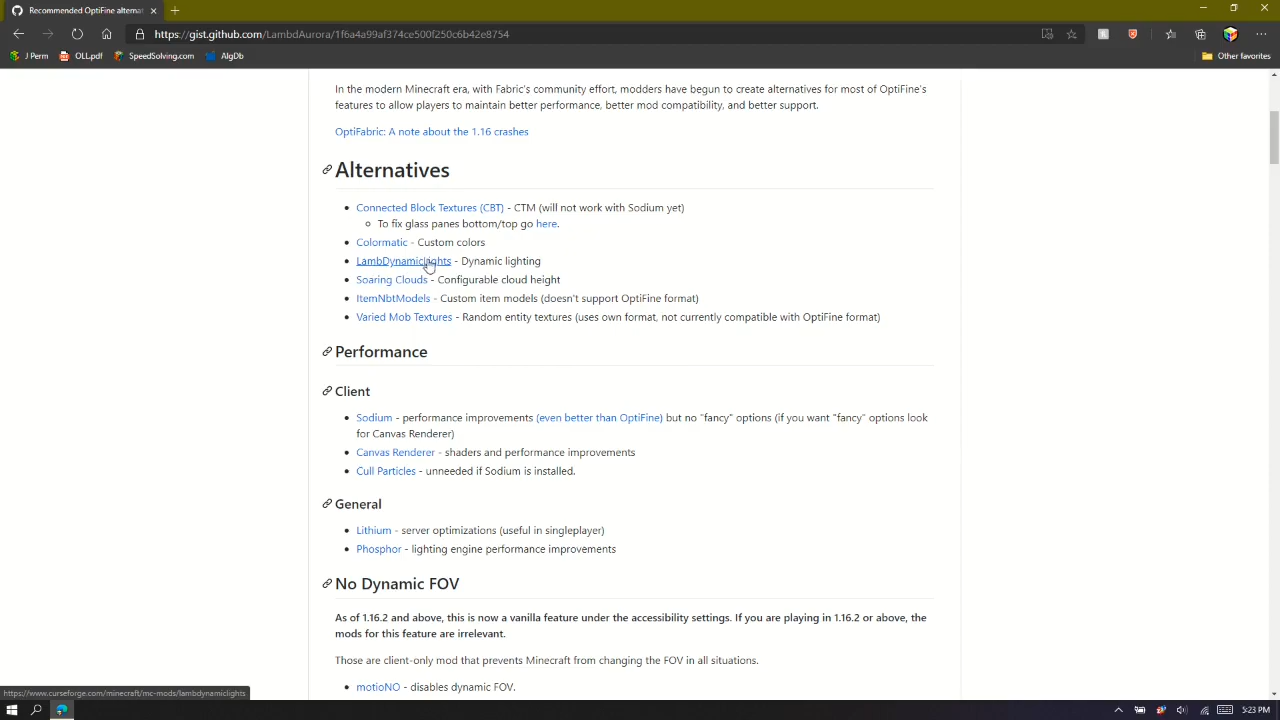 Recommended OptiFine alternat
https://gist.github.com/LambdAurora/1f6a4a99af374ce500f250c6b42e8754
J Perm
OLL.pdf
SpeedSolving.com
AlgDb
Other favorites
In the modern Minecraft era, with Fabric's community effort, modders have begun to create alternatives for most of OptiFine's
features to allow players to maintain better performance, better mod compatibility, and better support.
OptiFabric: A note about the 1.16 crashes
Alternatives
Connected Block Textures (CBT) - CTM (will not work with Sodium yet)
To fix glass panes bottom/top go here.
Colormatic - Custom colors
LambDynamicLights - Dynamic lighting
Soaring Clouds - Configurable cloud height
ItemNbtModels - Custom item models (doesn't support OptiFine format)
Varied Mob Textures - Random entity textures (uses own format, not currently compatible with OptiFine format)
Performance
Client
Sodium - performance improvements (even better than OptiFine) but no "fancy" options (if you want "fancy" options look
for Canvas Renderer)
Canvas Renderer - shaders and performance improvements
Cull Particles - unneeded if Sodium is installed.
General
Lithium - server optimizations (useful in singleplayer)
Phosphor - lighting engine performance improvements
No Dynamic FOV
As of 1.16.2 and above, this is now a vanilla feature under the accessibility settings. If you are playing in 1.16.2 or above, the
mods for this feature are irrelevant.
Those are client-only mod that prevents Minecraft from changing the FOV in all situations.
motioNO - disables dynamic FOV.
https://www.curseforge.com/minecraft/mc-mods/lambdynamiclights
5:23 PM